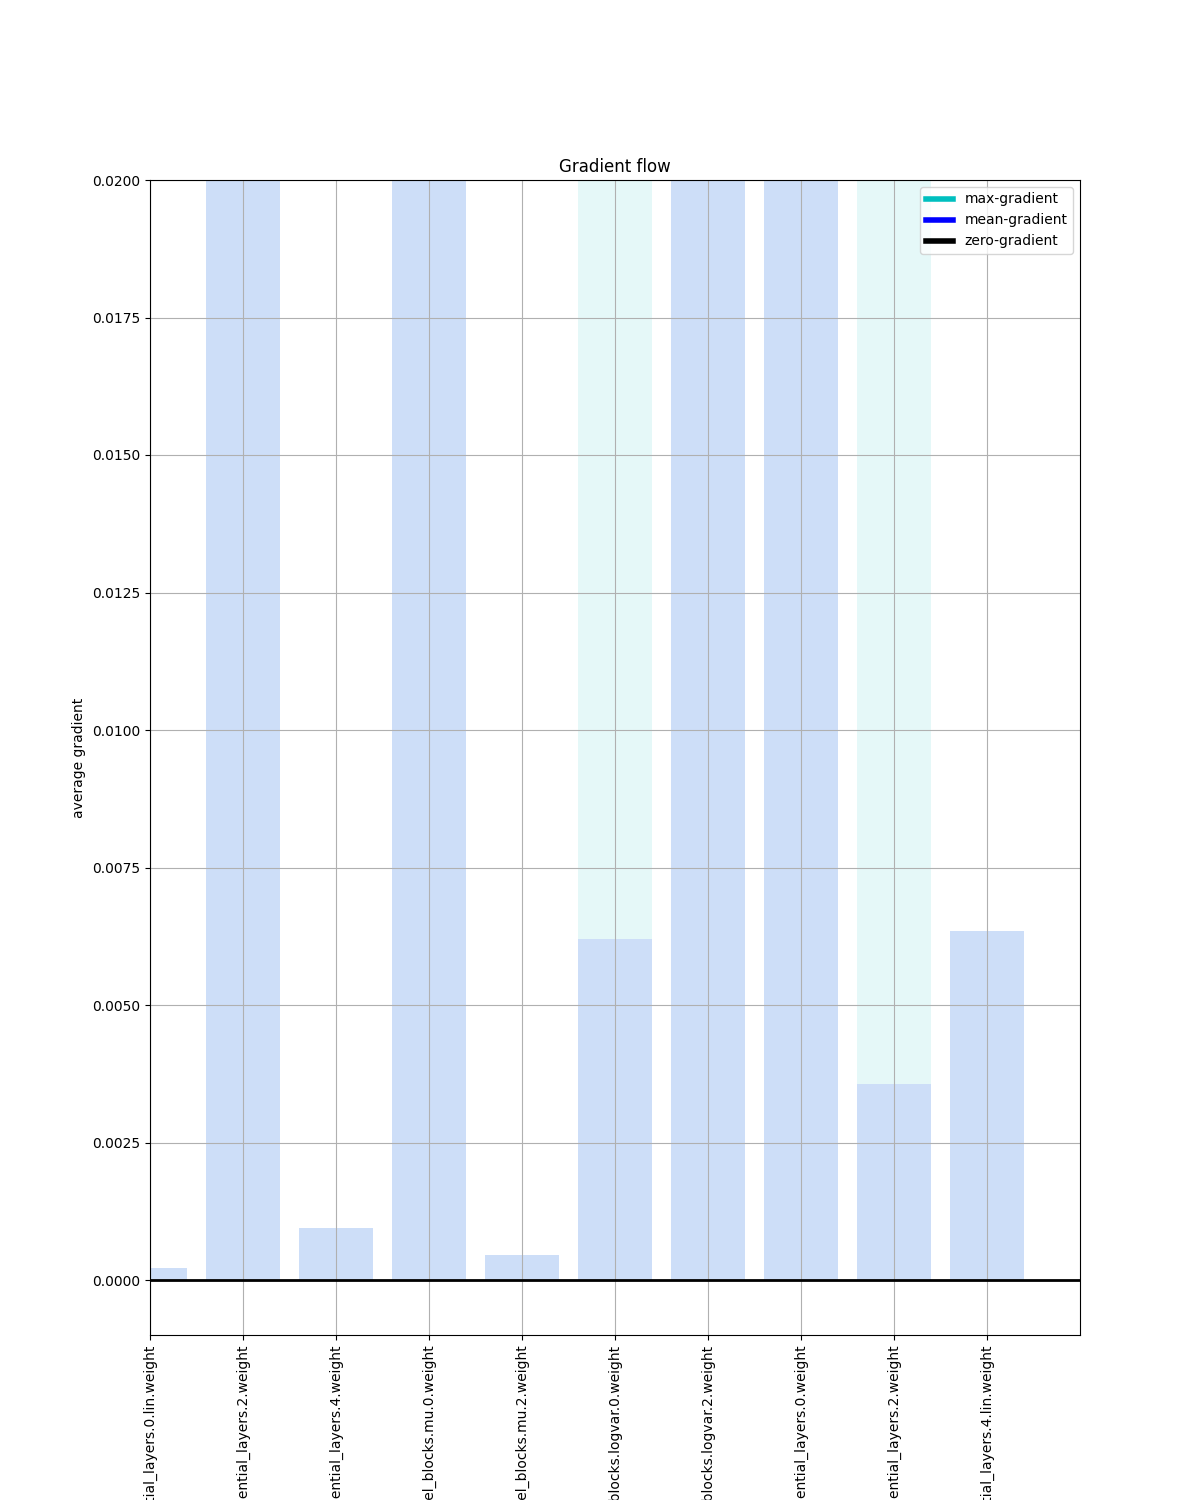 Gradient flow
max-gradient
mean-gradient
zero-gradient
0.0200
0.0175
0.0150
0.0125
0.0100
0.0075
0.0050
0.0025
0.0000
average gradient
tial_layers.0.lin.weight
ential_layers.2.weight
ential_layers.4.weight
el_blocks.mu.0.weight
el_blocks.mu.2.weight
blocks.logvar.0.weight
blocks.logvar.2.weight
ential_layers.0.weight
ential_layers.2.weight
tial_layers.4.lin.weight